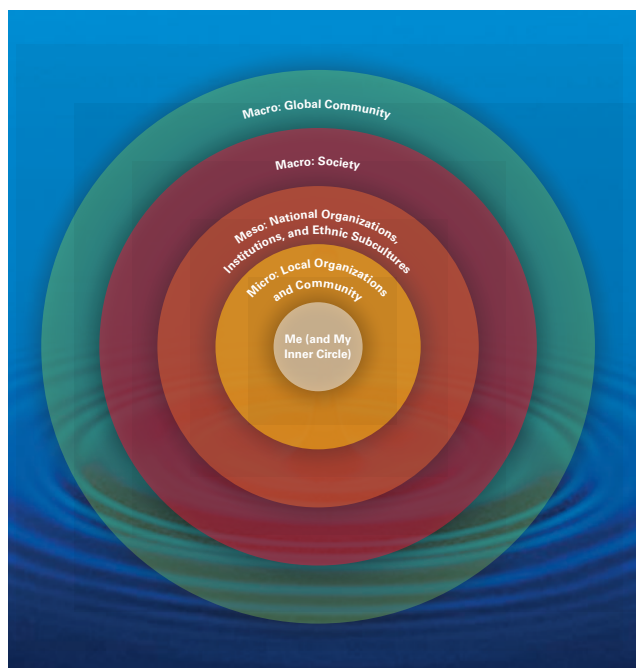 Macro: Global Community
Macro: Society
Meso: National Organizations,
Institutions, and Ethnic Subcultures
Micro: Local Organizations
and Community
Me (and My
Inner Circle)